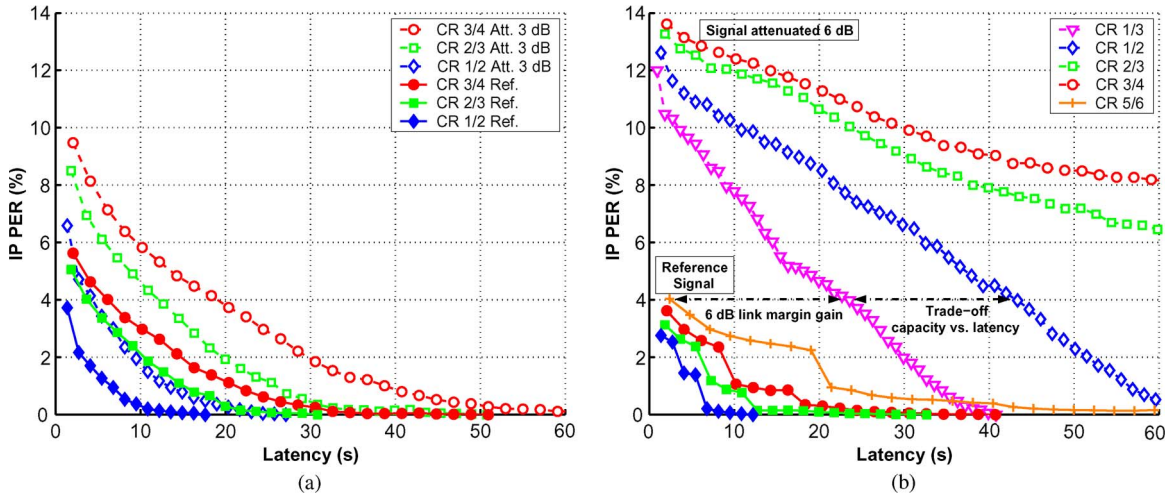 14
12
10
8
6
4
2
0
IP PER (%)
0 10 20 30 40 50 60
Latency (s)
CR 3/4 Att. 3 dB
CR 2/3 Att. 3 dB
CR 1/2 Att. 3 dB
CR 3/4 Ref.
CR 2/3 Ref.
CR 1/2 Ref.
(a)
14
12
10
8
6
4
2
0
IP PER (%)
0 10 20 30 40 50 60
Latency (s)
Signal attenuated 6 dB
CR 1/3
CR 1/2
CR 2/3
CR 3/4
CR 5/6
Reference
Signal
6 dB link margin gain
Trade-off
capacity vs. latency
(b)